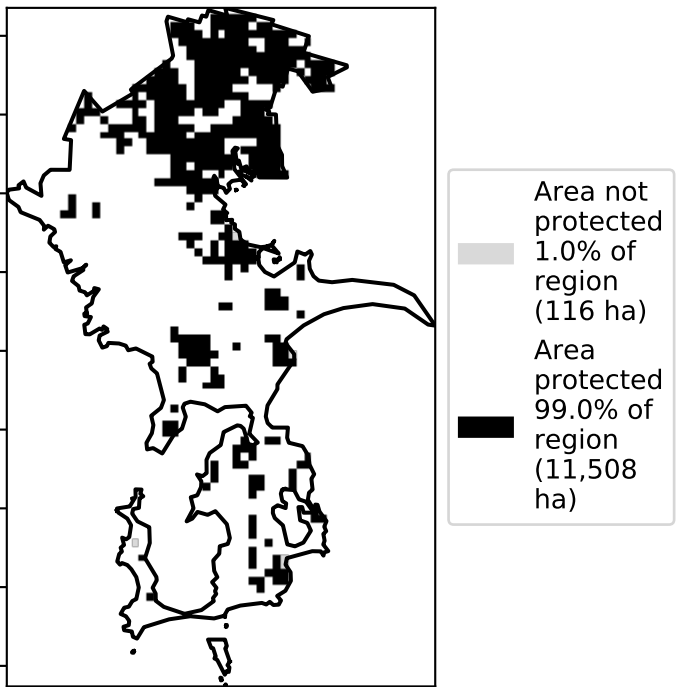 Area not
protected
1.0% of
region
(116 ha)
Area
protected
99.0% of
region
(11,508
ha)